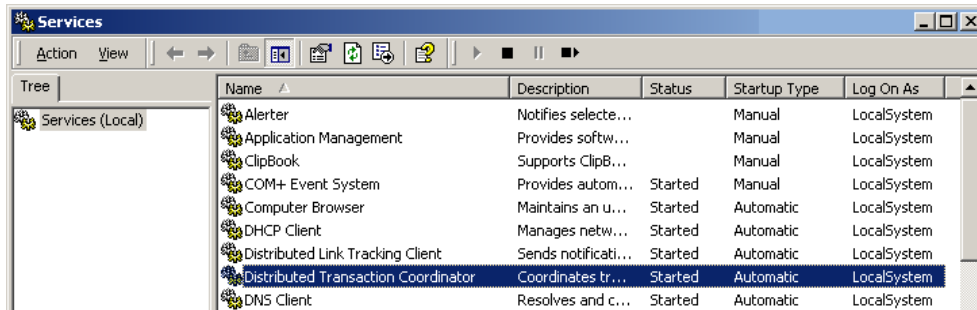 Services
Action View
Tree
Name Description Status Startup Type Log On As
Services (Local)
Alerter Notifies selecte... Manual LocalSystem
Application Management Provides softw... Manual LocalSystem
ClipBook Supports ClipB... Manual LocalSystem
COM+ Event System Provides autom... Started Manual LocalSystem
Computer Browser Maintains an u... Started Automatic LocalSystem
DHCP Client Manages netw... Started Automatic LocalSystem
Distributed Link Tracking Client Sends notificati... Started Automatic LocalSystem
Distributed Transaction Coordinator Coordinates tr... Started Automatic LocalSystem
DNS Client Resolves and c... Started Automatic LocalSystem